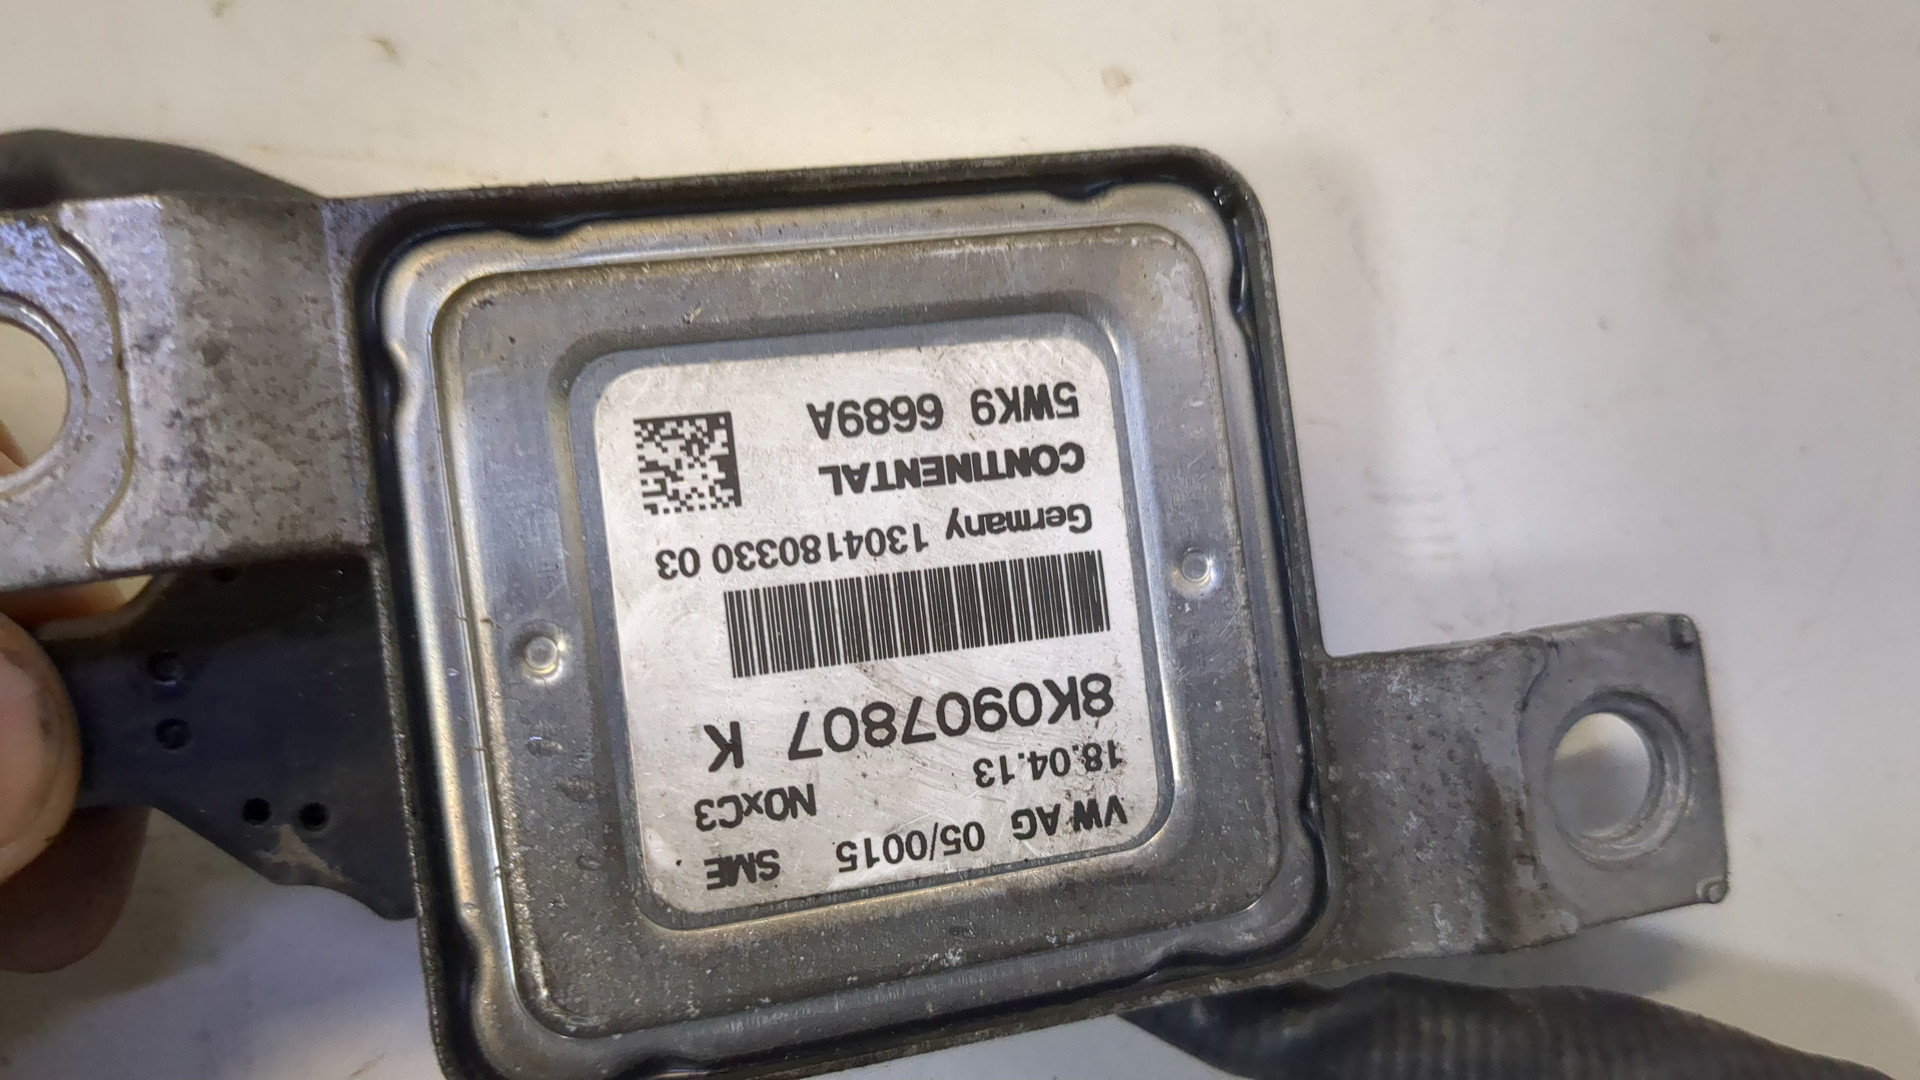 VW AG 05/0015 SME
18.04.13 NOxC3
8K0907807 K
Germany 1304180330 03
CONTINENTAL
5WK9 6689A